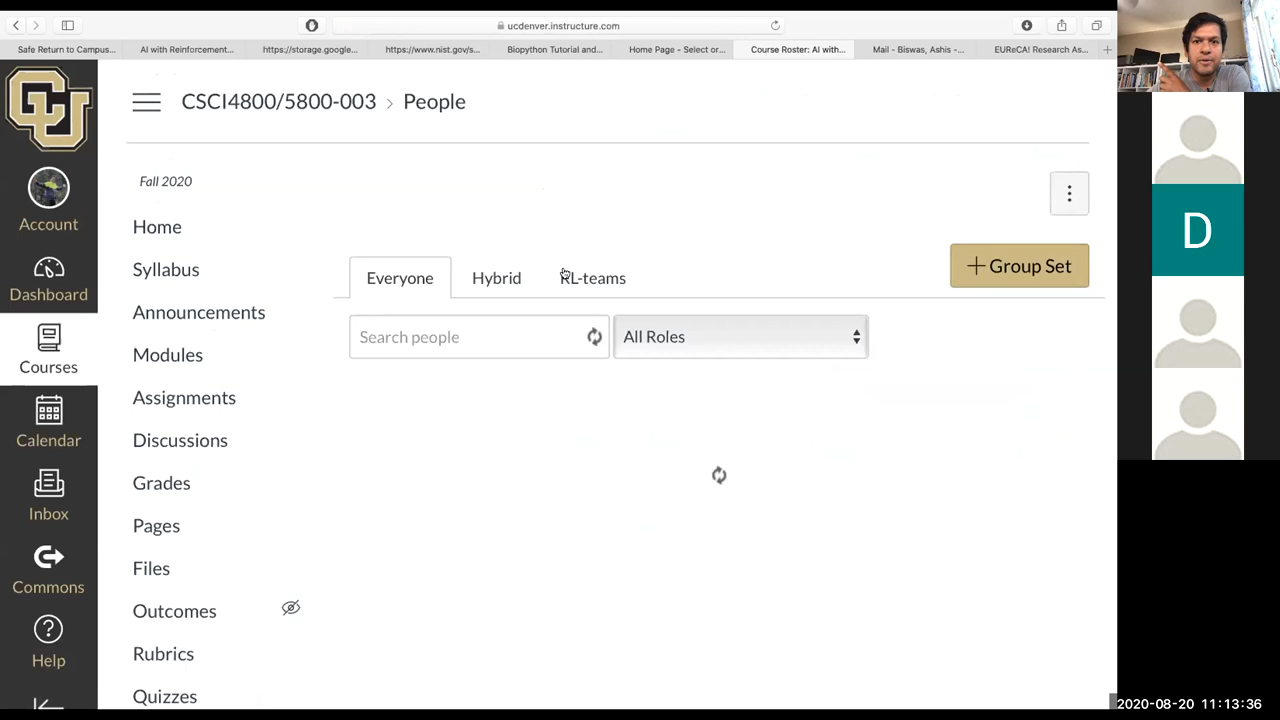 ucdenver.instructure.com
Safe Return to Campus...
AI with Reinforcement...
https://storage.google...
https://www.nist.gov/s...
Biopython Tutorial and...
Home Page - Select or...
Course Roster: AI with...
Mail - Biswas, Ashis -...
EUReCA! Research As...
CU
CSCI4800/5800-003 › People
Fall 2020
Account
Dashboard
Courses
Calendar
Inbox
Commons
Help
Home
Syllabus
Announcements
Modules
Assignments
Discussions
Grades
Pages
Files
Outcomes
Rubrics
Quizzes
+ Group Set
Everyone
Hybrid
RL-teams
Search people
All Roles
D
2020-08-20 11:13:36